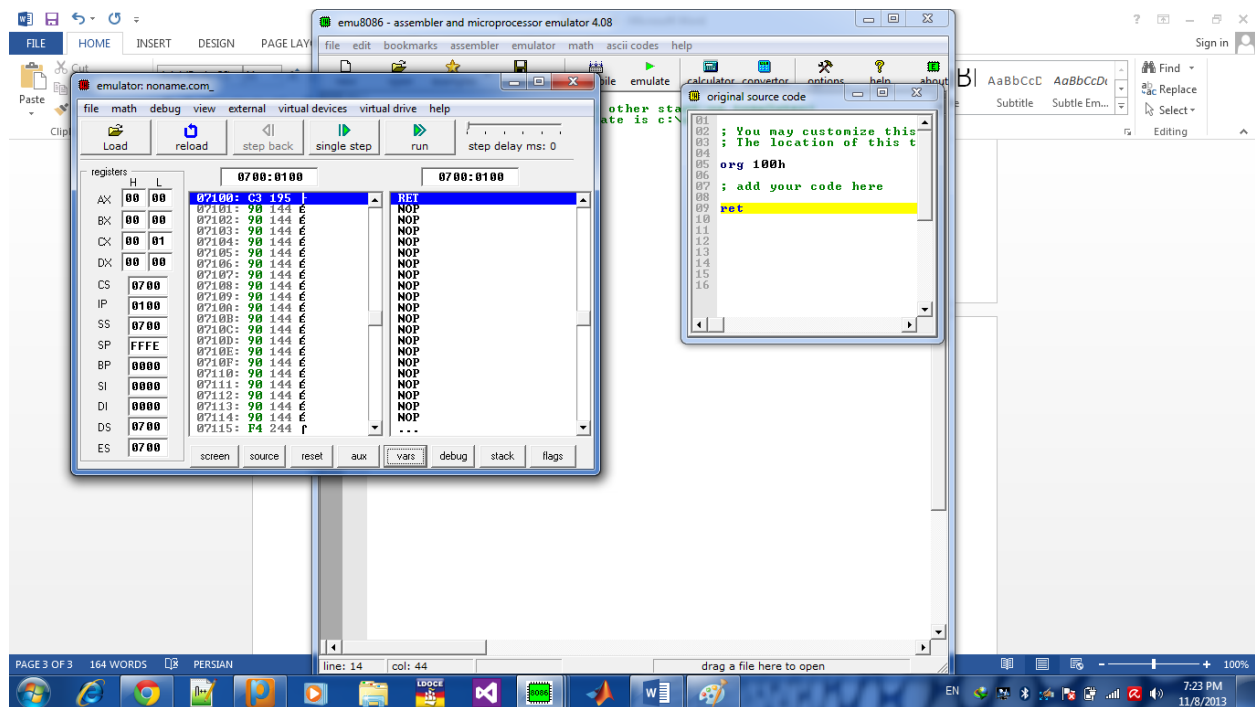 emu8086 - assembler and microprocessor emulator 4.08
? 
FILE HOME INSERT DESIGN PAGE LAY
Sign in
file edit bookmarks assembler emulator math ascii codes help
Cut
Paste
Clip
pile emulate calculator convertor options help about
AaBbCcD AaBbCcDc
Subtitle Subtle Em...
Find
Replace
Select
Editing
other sta
ate is c:\
emulator: noname.com_
file math debug view external virtual devices virtual drive help
Load reload step back single step run step delay ms: 0
registers
H L
0700:0100 0700:0100
AX 00 00
BX 00 00
CX 00 01
DX 00 00
CS 0700
IP 0100
SS 0700
SP FFFE
BP 0000
SI 0000
DI 0000
DS 0700
ES 0700
07100: C3 195 ├ RET
07101: 90 144 É NOP
07102: 90 144 É NOP
07103: 90 144 É NOP
07104: 90 144 É NOP
07105: 90 144 É NOP
07106: 90 144 É NOP
07107: 90 144 É NOP
07108: 90 144 É NOP
07109: 90 144 É NOP
0710A: 90 144 É NOP
0710B: 90 144 É NOP
0710C: 90 144 É NOP
0710D: 90 144 É NOP
0710E: 90 144 É NOP
0710F: 90 144 É NOP
07110: 90 144 É NOP
07111: 90 144 É NOP
07112: 90 144 É NOP
07113: 90 144 É NOP
07114: 90 144 É NOP
07115: F4 244 ⌠ ...
screen source reset aux vars debug stack flags
original source code
01
02 ; You may customize this
03 ; The location of this t
04
05 org 100h
06
07 ; add your code here
08
09 ret
10
11
12
13
14
15
16
line: 14 col: 44 drag a file here to open
PAGE 3 OF 3 164 WORDS PERSIAN
100%
LDOCE
8086
EN
7:23 PM
11/8/2013